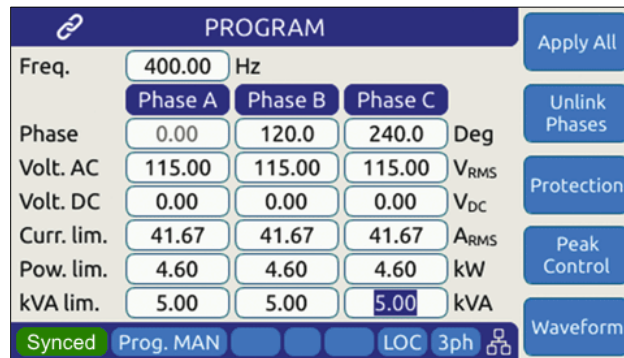 PROGRAM
Apply All
Freq. 400.00 Hz
Phase A Phase B Phase C
Unlink
Phases
Phase 0.00 120.0 240.0 Deg
Volt. AC 115.00 115.00 115.00 VRMS
Protection
Volt. DC 0.00 0.00 0.00 VDC
Curr. lim. 41.67 41.67 41.67 ARMS
Peak
Control
Pow. lim. 4.60 4.60 4.60 kW
kVA lim. 5.00 5.00 5.00 kVA
Waveform
Synced Prog. MAN LOC 3ph